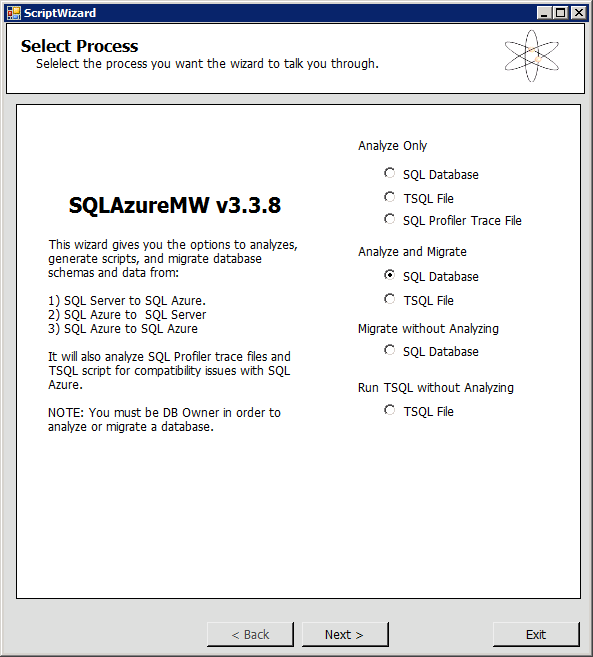 ScriptWizard
Select Process
Selelect the process you want the wizard to talk you through.
SQLAzureMW v3.3.8
This wizard gives you the options to analyzes,
generate scripts, and migrate database
schemas and data from:
1) SQL Server to SQL Azure.
2) SQL Azure to  SQL Server
3) SQL Azure to SQL Azure
It will also analyze SQL Profiler trace files and
TSQL script for compatibility issues with SQL
Azure.
NOTE: You must be DB Owner in order to
analyze or migrate a database.
Analyze Only
SQL Database
TSQL File
SQL Profiler Trace File
Analyze and Migrate
SQL Database
TSQL File
Migrate without Analyzing
SQL Database
Run TSQL without Analyzing
TSQL File
< Back
Next >
Exit